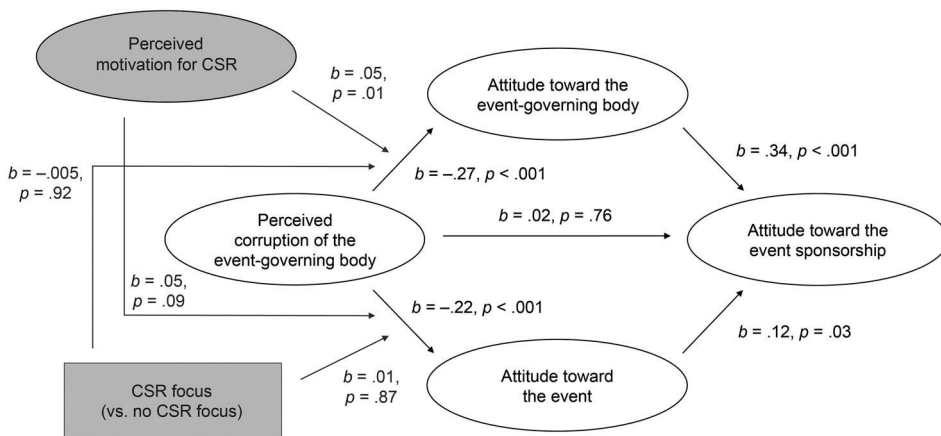 Perceived
motivation for CSR
b = .05,
p = .01
Attitude toward the
event-governing body
b = –.005,
p = .92
b = –.27, p < .001
b = .34, p < .001
Perceived
corruption of the
event-governing body
b = .02, p = .76
Attitude toward the
event sponsorship
b = .05,
p = .09
b = –.22, p < .001
b = .12, p = .03
CSR focus
(vs. no CSR focus)
b = .01,
p = .87
Attitude toward
the event